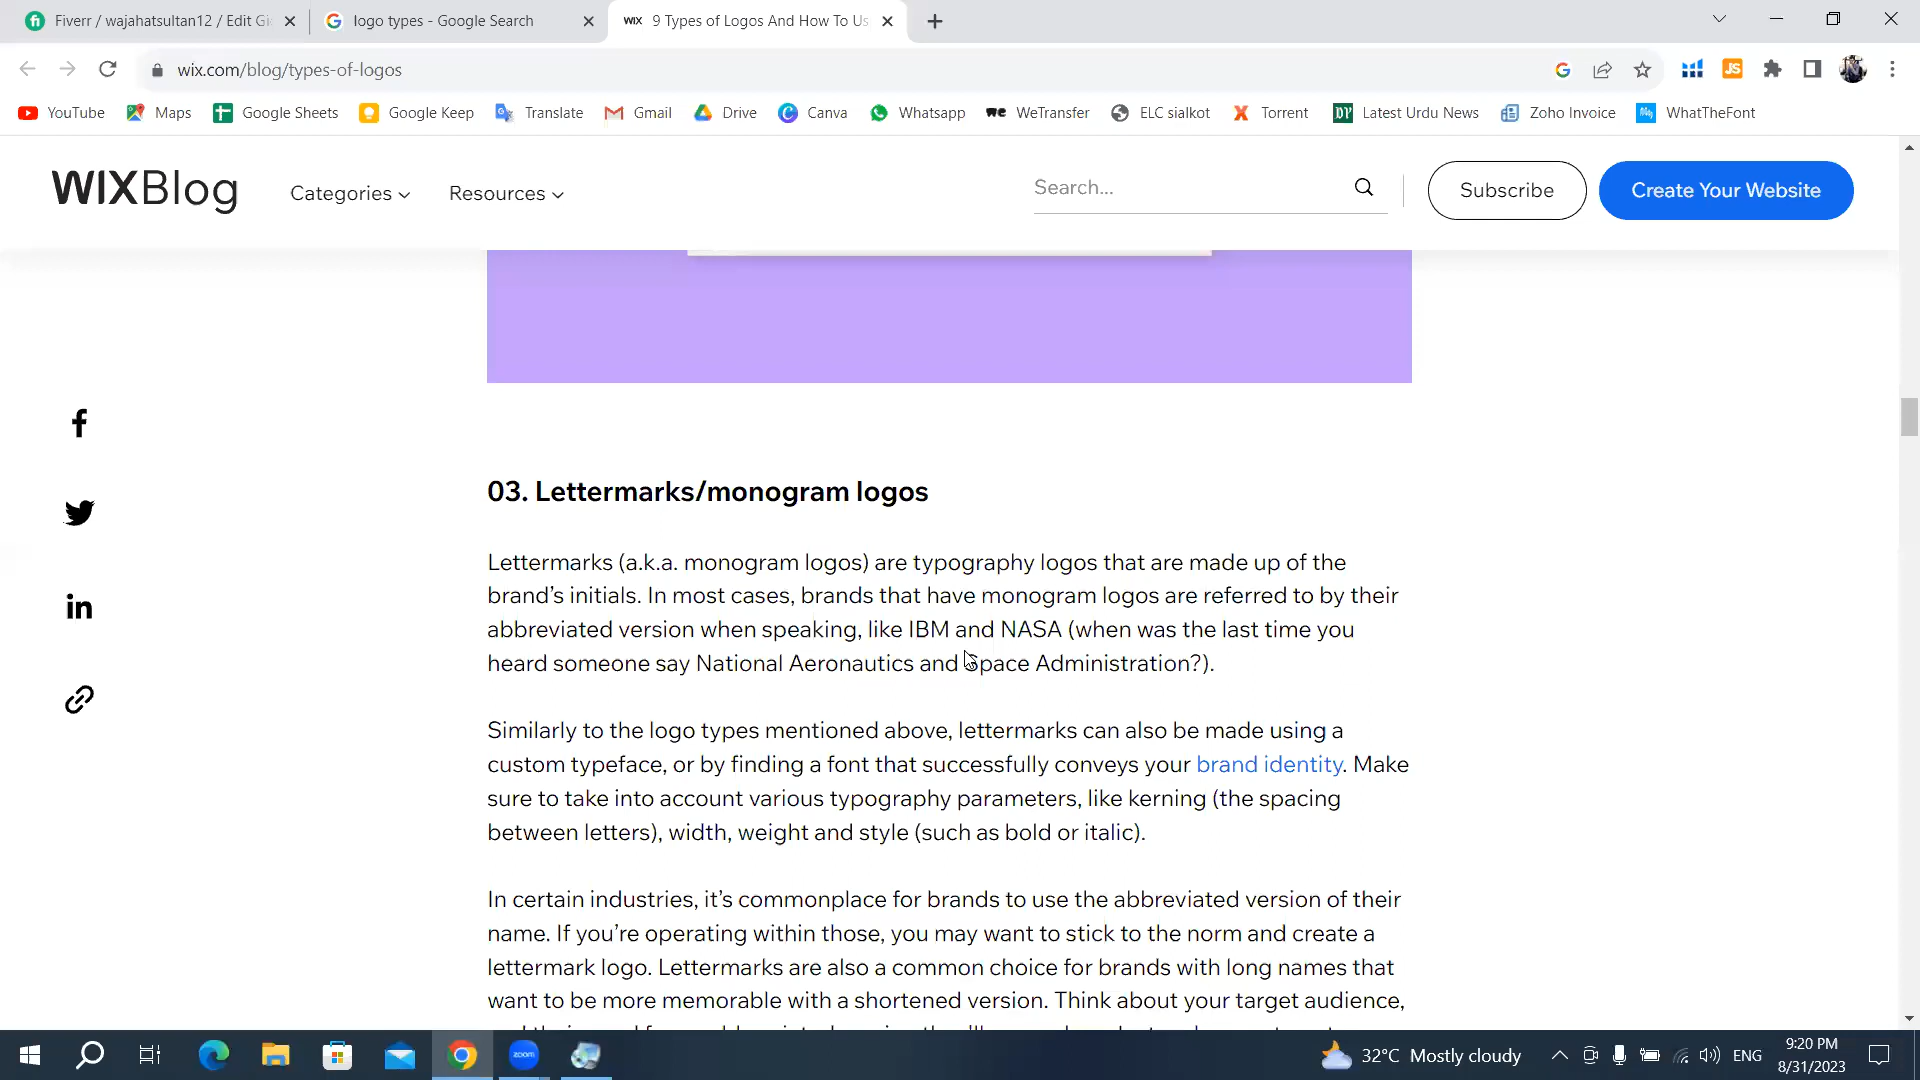 Fiverr / wajahatsultan12 / Edit Gi
logo types - Google Search
WIX 9 Types of Logos And How To Us
wix.com/blog/types-of-logos
JS
YouTube Maps Google Sheets Google Keep Translate Gmail Drive Canva Whatsapp WeTransfer ELC sialkot Torrent Latest Urdu News Zoho Invoice WhatTheFont
WIXBlog Categories Resources Search... Subscribe Create Your Website
03. Lettermarks/monogram logos
Lettermarks (a.k.a. monogram logos) are typography logos that are made up of the
brand’s initials. In most cases, brands that have monogram logos are referred to by their
abbreviated version when speaking, like IBM and NASA (when was the last time you
heard someone say National Aeronautics and Space Administration?).
Similarly to the logo types mentioned above, lettermarks can also be made using a
custom typeface, or by finding a font that successfully conveys your brand identity. Make
sure to take into account various typography parameters, like kerning (the spacing
between letters), width, weight and style (such as bold or italic).
In certain industries, it’s commonplace for brands to use the abbreviated version of their
name. If you’re operating within those, you may want to stick to the norm and create a
lettermark logo. Lettermarks are also a common choice for brands with long names that
want to be more memorable with a shortened version. Think about your target audience,
zoom
32°C Mostly cloudy
ENG
9:20 PM
8/31/2023